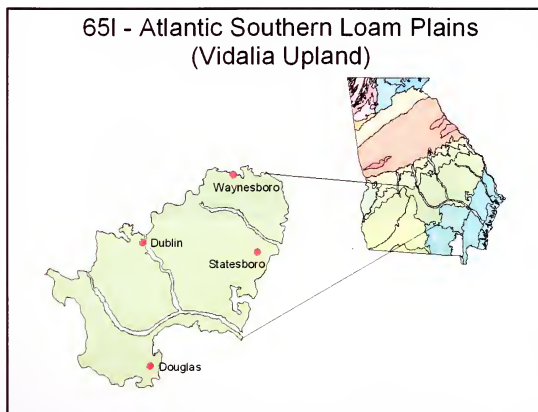 65l - Atlantic Southern Loam Plains
(Vidalia Upland)
Waynesboro
Dublin
Statesboro
Douglas